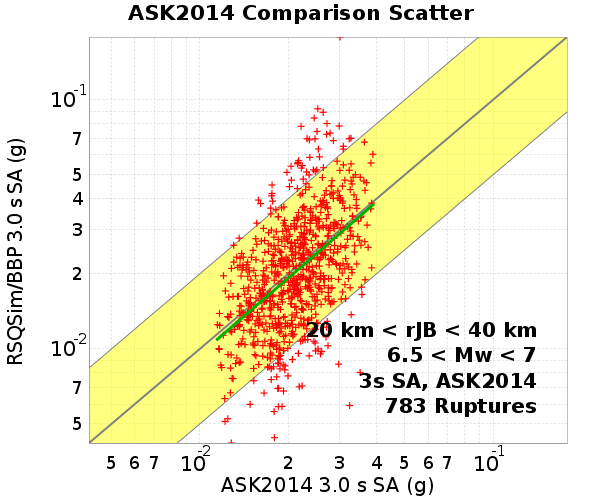 ASK2014 Comparison Scatter
RSQSim/BBP 3.0 s SA (g)
10-1
7
5
4
3
2
10-2
7
5
20 km < rJB < 40 km
6.5 < Mw < 7
3s SA, ASK2014
783 Ruptures
5 6 7 10-2 2 3 4 5 6 7 10-1
ASK2014 3.0 s SA (g)